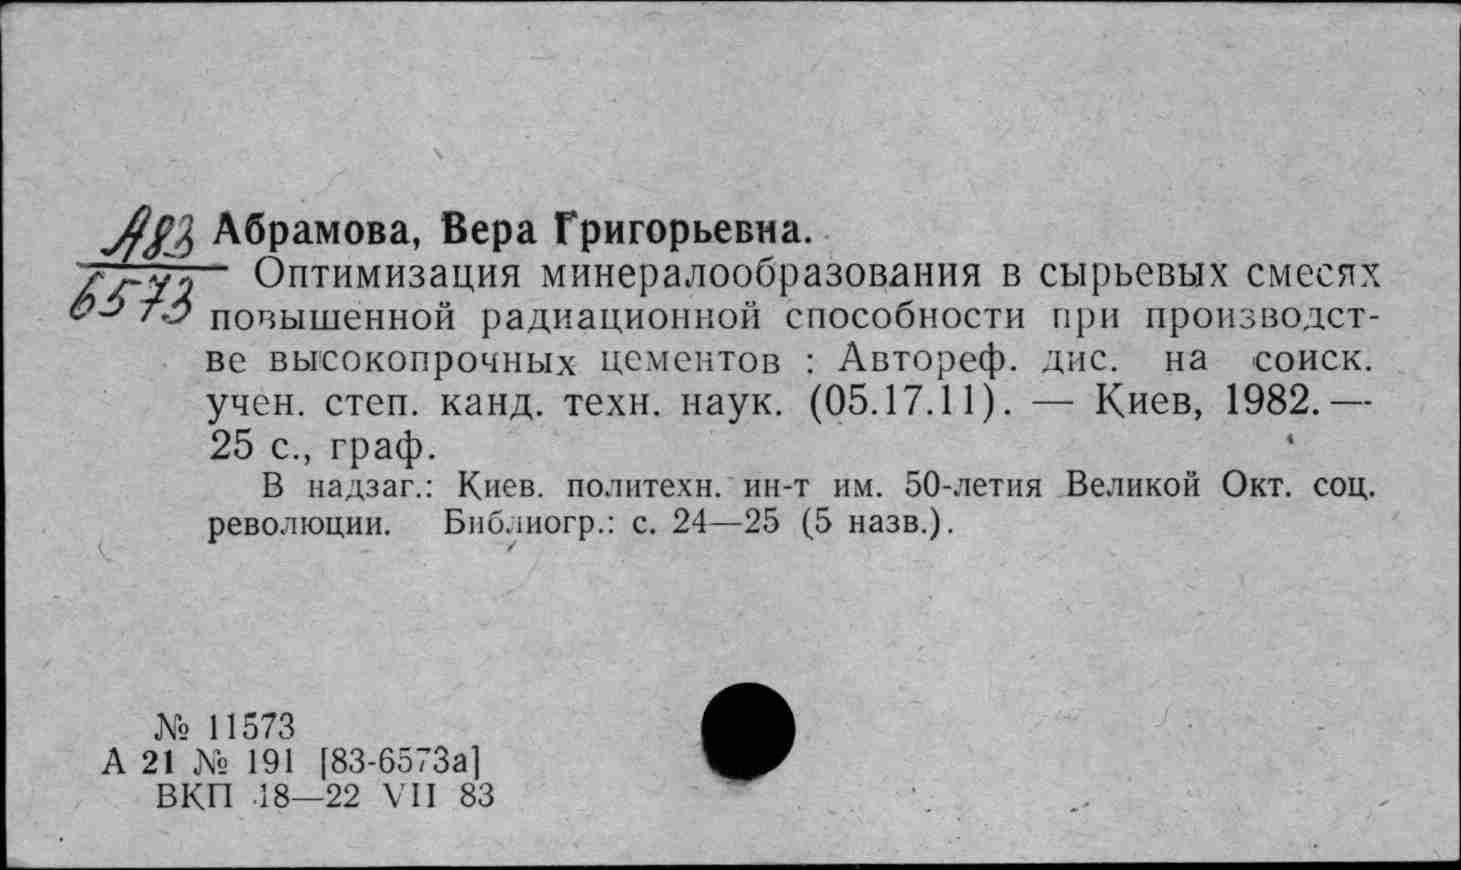 А83 Абрамова, Вера Григорьевна.
6573 Оптимизация минералообразования в сырьевых смесях
повышенной радиационной способности при производст-
ве высокопрочных цементов : Автореф. дис. на соиск.
учен. степ. канд. техн. наук. (05.17.11). — Киев, 1982. —
25 с., граф.
В надзаг.: Киев. политехн. ин-т им. 50-летия Великой Окт. соц.
революции. Библиогр.: с. 24—25 (5 назв.).
№ 11573
А 21 № 191 [83-6573а]
ВКП 18—22 VII 83